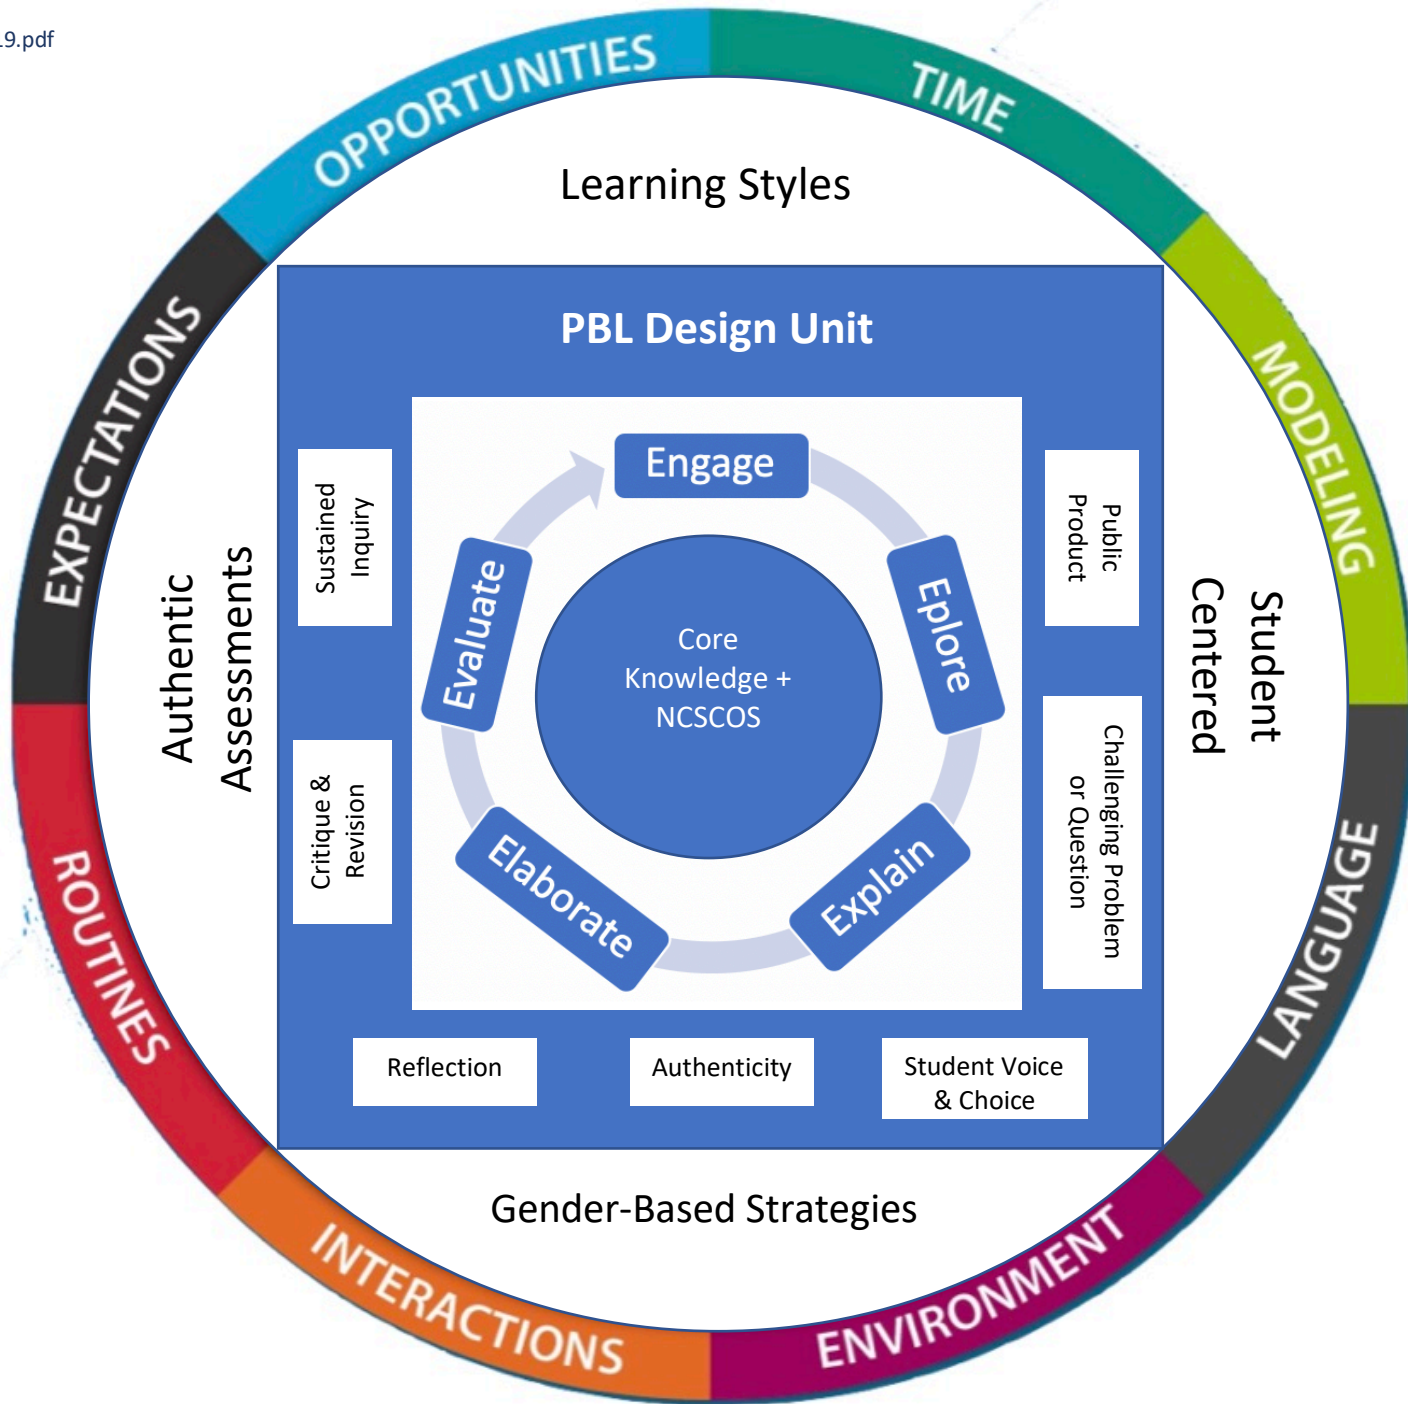 19.pdf
OPPORTUNITIES
TIME
MODELING
LANGUAGE
ENVIRONMENT
INTERACTIONS
ROUTINES
EXPECTATIONS
Learning Styles
Student
Centered
Gender-Based Strategies
Authentic
Assessments
PBL Design Unit
Sustained
Inquiry
Critique &
Revision
Public
Product
Challenging Problem
or Question
Reflection
Authenticity
Student Voice
& Choice
Engage
Eplore
Explain
Elaborate
Evaluate
Core
Knowledge +
NCSCOS